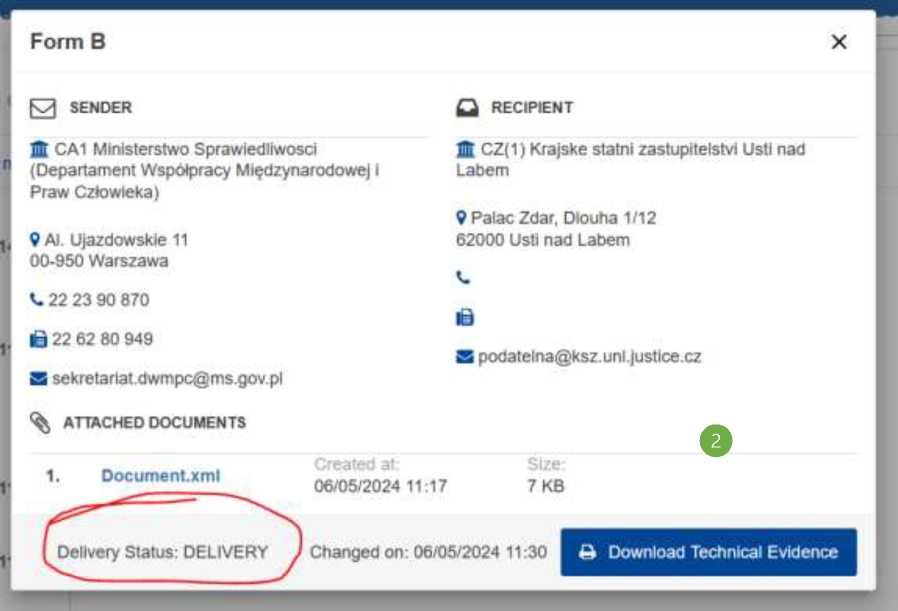 Form B
SENDER
CA1 Ministerstwo Sprawiedliwosci
(Departament Współpracy Międzynarodowej i
Praw Człowieka)
Al. Ujazdowskie 11
00-950 Warszawa
22 23 90 870
22 62 80 949
sekretariat.dwmpc@ms.gov.pl
RECIPIENT
CZ(1) Krajske statni zastupitelstvi Usti nad
Labem
Palac Zdar, Dlouha 1/12
62000 Usti nad Labem
podatelna@ksz.unl.justice.cz
ATTACHED DOCUMENTS
2
1. Document.xml Created at: Size:
06/05/2024 11:17 7 KB
Delivery Status: DELIVERY Changed on: 06/05/2024 11:30 Download Technical Evidence